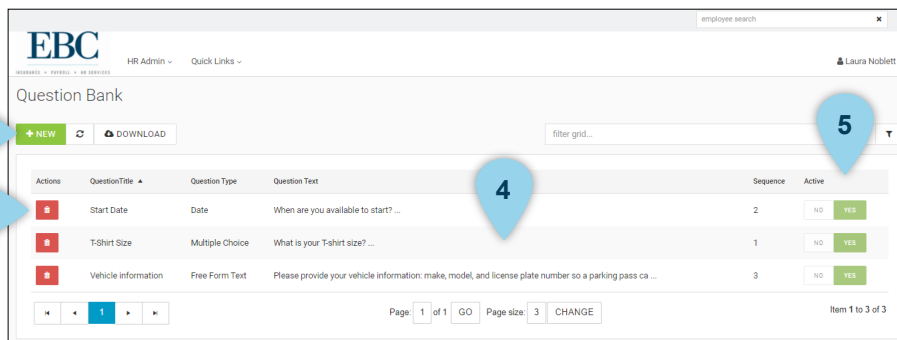 employee search ×
EBC
INSURANCE • PAYROLL • HR SERVICES
HR Admin Quick Links Laura Noblett
Question Bank
+ NEW DOWNLOAD filter grid...
5
4
Actions QuestionTitle Question Type Question Text Sequence Active
Start Date Date When are you available to start? ... 2 NO YES
T-Shirt Size Multiple Choice What is your T-shirt size? ... 1 NO YES
Vehicle information Free Form Text Please provide your vehicle information: make, model, and license plate number so a parking pass ca ... 3 NO YES
1 Page: 1 of 1 GO Page size: 3 CHANGE Item 1 to 3 of 3